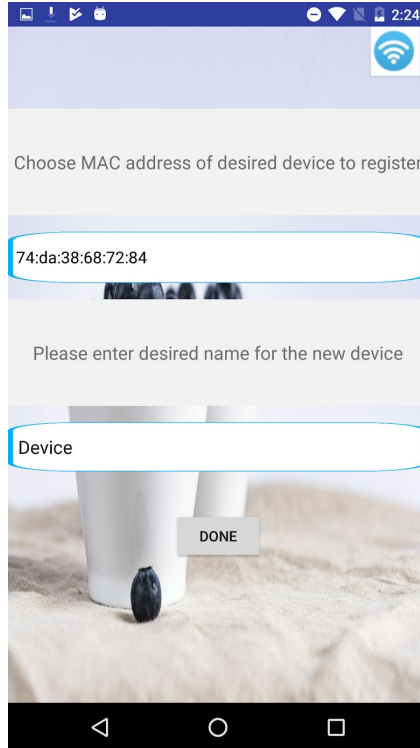 2:24
Choose MAC address of desired device to register
74:da:38:68:72:84
Please enter desired name for the new device
Device
DONE